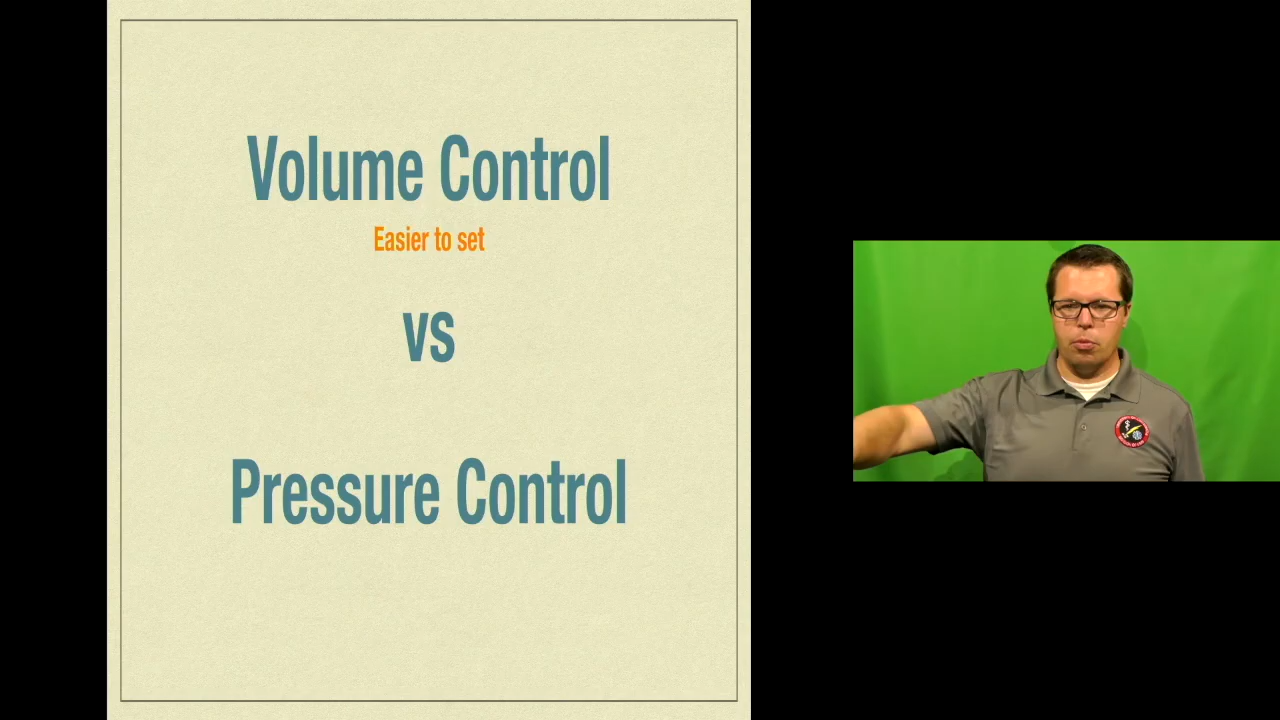 Volume Control
Easier to set
vs
Pressure Control